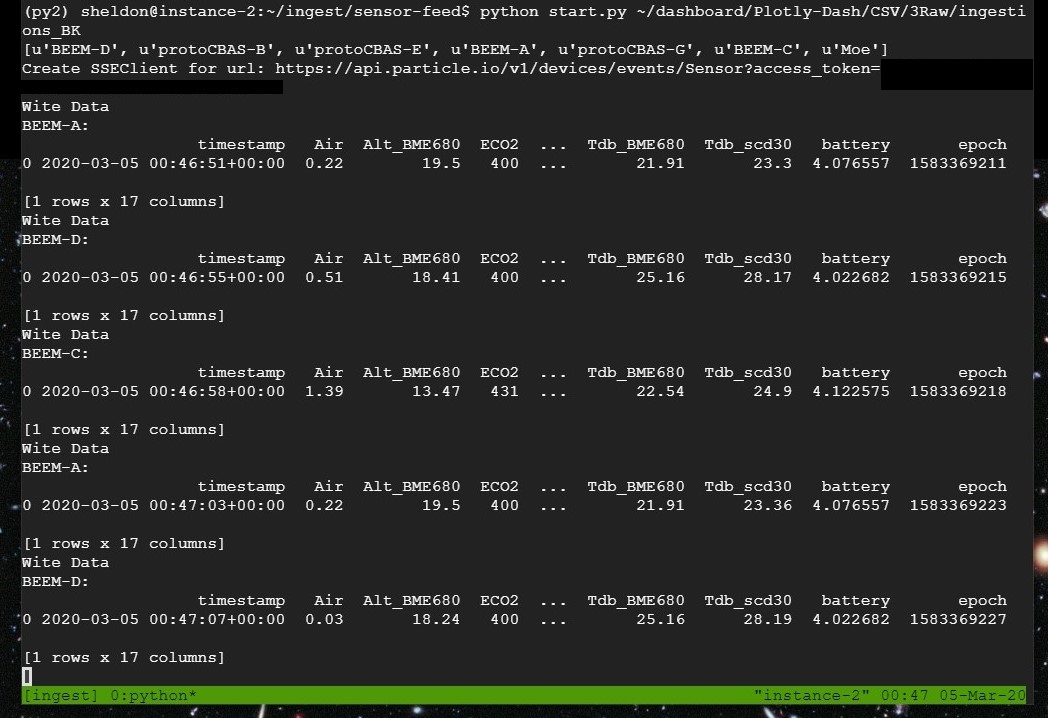 (py2) sheldon@instance-2:~/ingest/sensor-feed$ python start.py ~/dashboard/Plotly-Dash/CSV/3Raw/ingesti
ons_BK
[u'BEEM-D', u'protoCBAS-B', u'protoCBAS-E', u'BEEM-A', u'protoCBAS-G', u'BEEM-C', u'Moe']
Create SSEClient for url: https://api.particle.io/v1/devices/events/Sensor?access_token=
Wite Data
BEEM-A:
timestamp Air Alt_BME680 ECO2 ... Tdb_BME680 Tdb_scd30 battery epoch
0 2020-03-05 00:46:51+00:00 0.22 19.5 400 ... 21.91 23.3 4.076557 1583369211
[1 rows x 17 columns]
Wite Data
BEEM-D:
timestamp Air Alt_BME680 ECO2 ... Tdb_BME680 Tdb_scd30 battery epoch
0 2020-03-05 00:46:55+00:00 0.51 18.41 400 ... 25.16 28.17 4.022682 1583369215
[1 rows x 17 columns]
Wite Data
BEEM-C:
timestamp Air Alt_BME680 ECO2 ... Tdb_BME680 Tdb_scd30 battery epoch
0 2020-03-05 00:46:58+00:00 1.39 13.47 431 ... 22.54 24.9 4.122575 1583369218
[1 rows x 17 columns]
Wite Data
BEEM-A:
timestamp Air Alt_BME680 ECO2 ... Tdb_BME680 Tdb_scd30 battery epoch
0 2020-03-05 00:47:03+00:00 0.22 19.5 400 ... 21.91 23.36 4.076557 1583369223
[1 rows x 17 columns]
Wite Data
BEEM-D:
timestamp Air Alt_BME680 ECO2 ... Tdb_BME680 Tdb_scd30 battery epoch
0 2020-03-05 00:47:07+00:00 0.03 18.24 400 ... 25.16 28.19 4.022682 1583369227
[1 rows x 17 columns]
[ingest] 0:python* "instance-2" 00:47 05-Mar-20